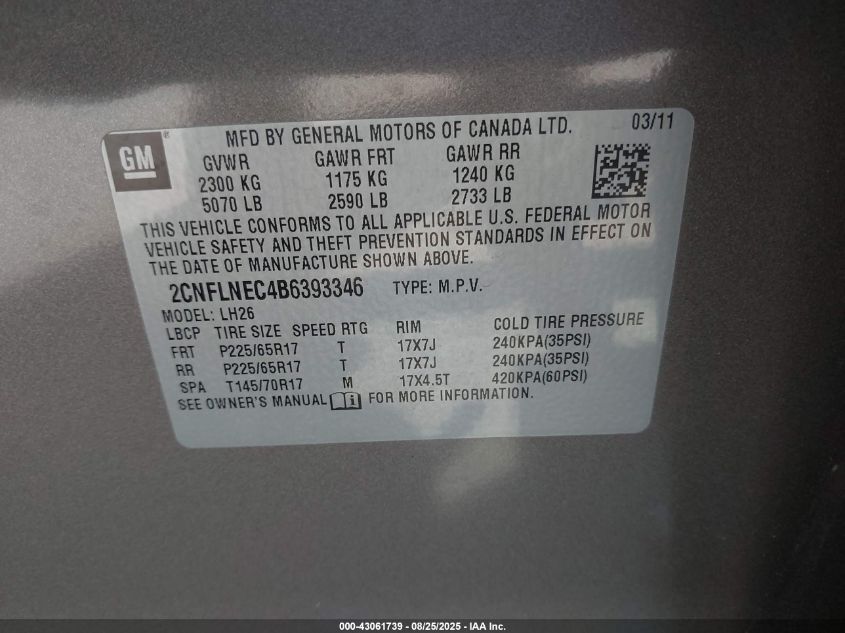 GM ® MFD BY GENERAL MOTORS OF CANADA LTD. 03/11
GVWR GAWR FRT GAWR RR
2300 KG 1175 KG 1240 KG
5070 LB 2590 LB 2733 LB
THIS VEHICLE CONFORMS TO ALL APPLICABLE U.S. FEDERAL MOTOR
VEHICLE SAFETY AND THEFT PREVENTION STANDARDS IN EFFECT ON
THE DATE OF MANUFACTURE SHOWN ABOVE.
2CNFLNEC4B6393346 TYPE: M.P.V.
MODEL: LH26
LBCP TIRE SIZE SPEED RTG RIM COLD TIRE PRESSURE
FRT P225/65R17 T 17X7J 240KPA(35PSI)
RR P225/65R17 T 17X7J 240KPA(35PSI)
SPA T145/70R17 M 17X4.5T 420KPA(60PSI)
SEE OWNER'S MANUAL i FOR MORE INFORMATION.
000-43061739 - 08/25/2025 - IAA Inc.